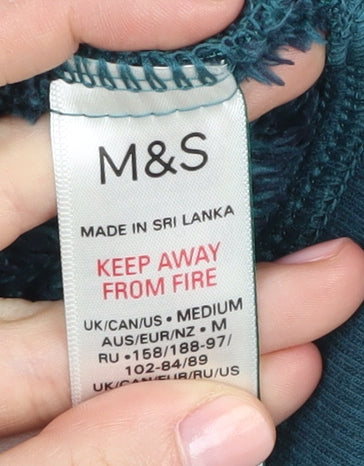 M&S
MADE IN SRI LANKA
KEEP AWAY
FROM FIRE
UK/CAN/US • MEDIUM
AUS/EUR/NZ • M
RU •158/188-97/
102-84/89
UK/CAN/EUR/RU/US